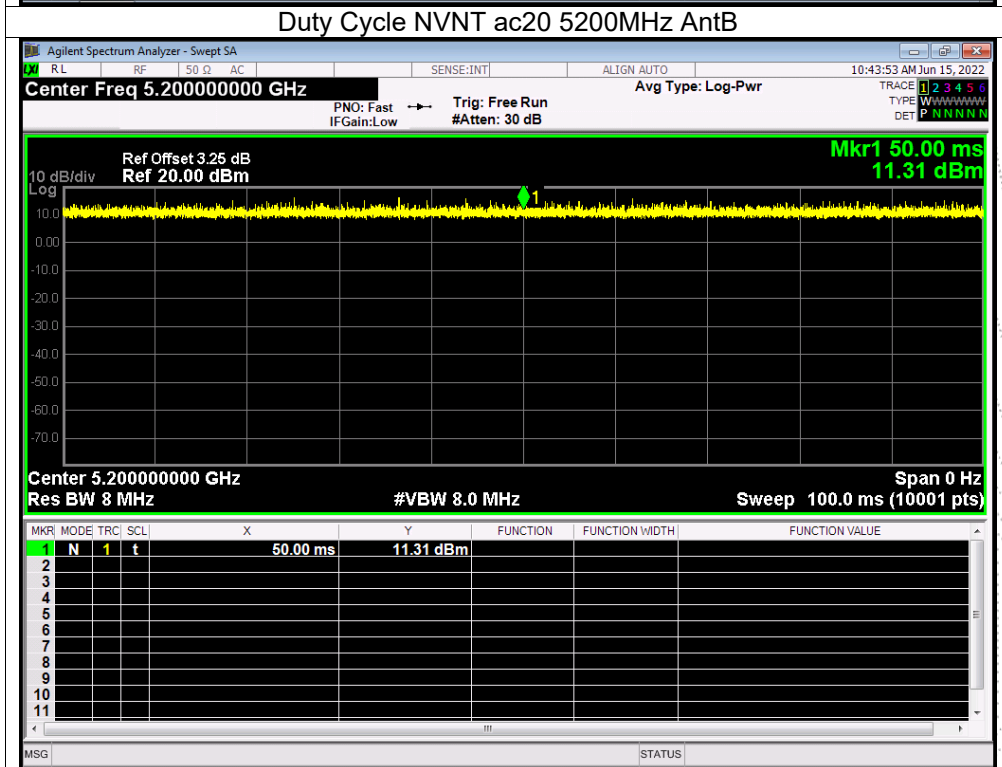 Duty Cycle NVNT ac20 5200MHz AntB
Agilent Spectrum Analyzer - Swept SA
LXI RL RF 50 Ω AC SENSE:INT ALIGN AUTO 10:43:53 AM Jun 15, 2022
Center Freq 5.200000000 GHz Avg Type: Log-Pwr TRACE 1 2 3 4 5 6
PNO: Fast Trig: Free Run TYPE WWWWWW
IFGain:Low #Atten: 30 dB DET P N N N N N
Mkr1 50.00 ms
Ref Offset 3.25 dB
10 dB/div Ref 20.00 dBm 11.31 dBm
Log
1
10.0
0.00
-10.0
-20.0
-30.0
-40.0
-50.0
-60.0
-70.0
Center 5.200000000 GHz Span 0 Hz
Res BW 8 MHz #VBW 8.0 MHz Sweep 100.0 ms (10001 pts)
MKR MODE TRC SCL X Y FUNCTION FUNCTION WIDTH FUNCTION VALUE
1 N 1 t 50.00 ms 11.31 dBm
2
3
4
5
6
7
8
9
10
11
MSG STATUS